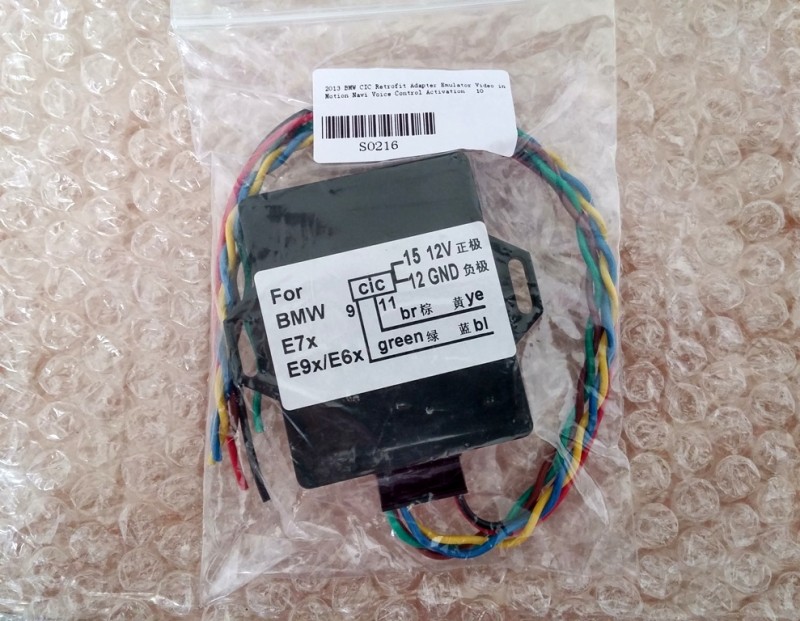 2013 BMW CIC Retrofit Adapter Emulator Video in
Motion Navi Voice Control Activation 10
S0216
For
BMW
E7x
E9x/E6x
cic
15 12V 正极
12 GND 负极
9
11
br 棕 黄 ye
green 绿 蓝 bl